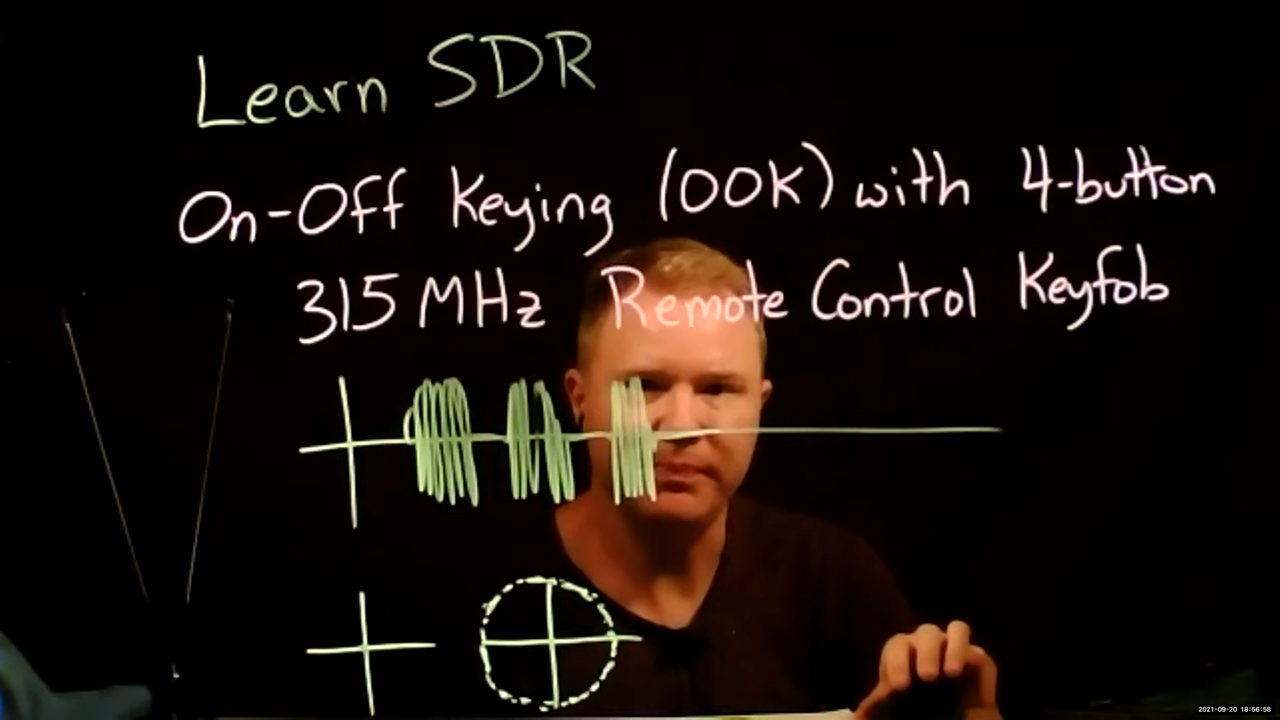 Learn SDR
On-Off Keying (OOK) with 4-button
315 MHz Remote Control Keyfob
2021-09-20 18:56:58